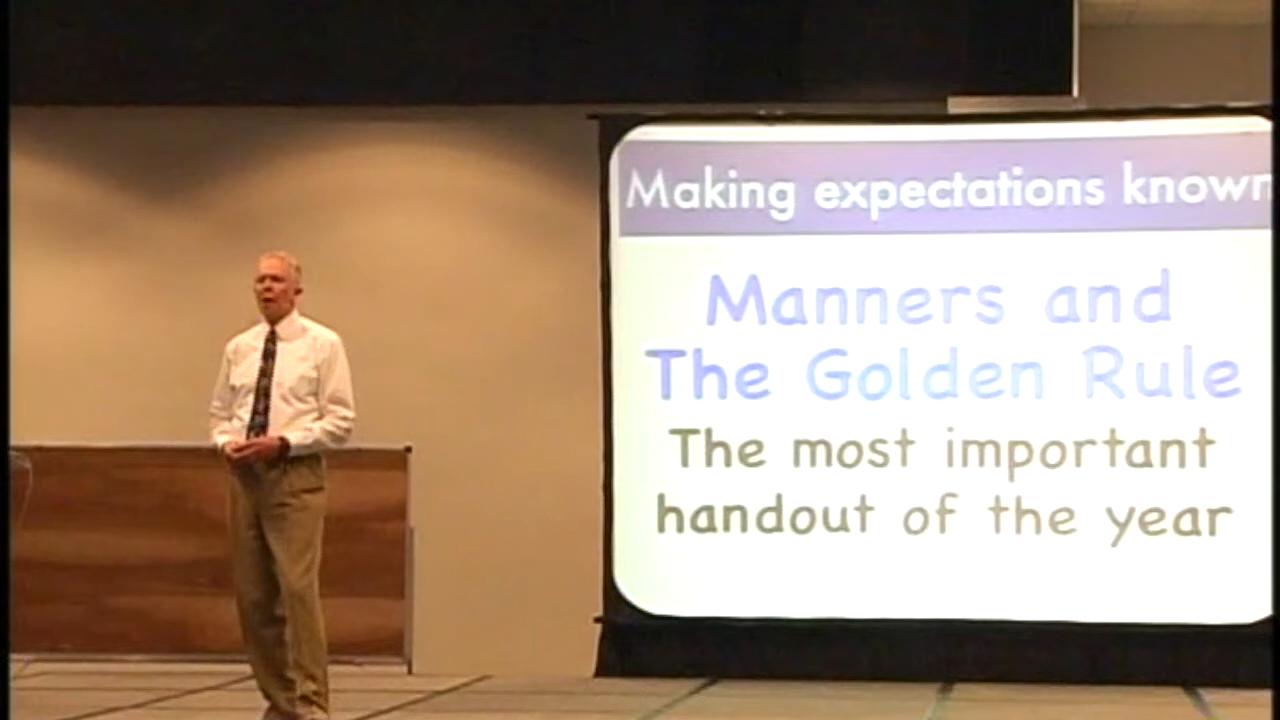 Making expectations known
Manners and
The Golden Rule
The most important
handout of the year